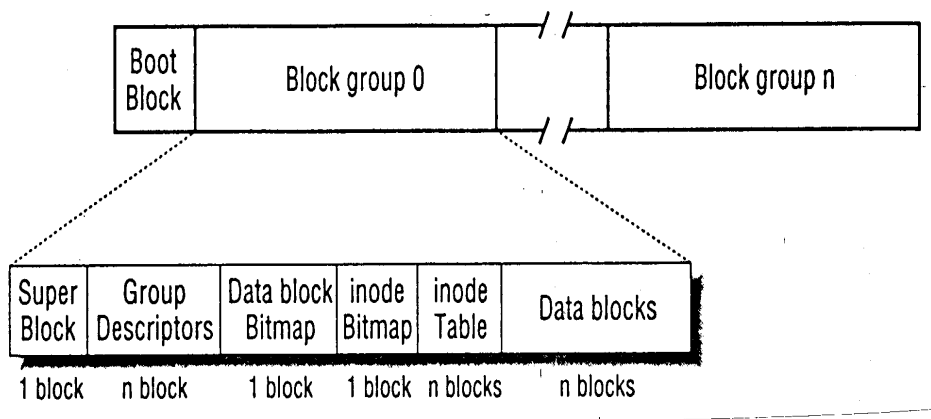 Boot
Block
Block group 0
Block group n
Super
Block
Group
Descriptors
Data block
Bitmap
inode
Bitmap
inode
Table
Data blocks
1 block
n block
1 block
1 block
n blocks
n blocks